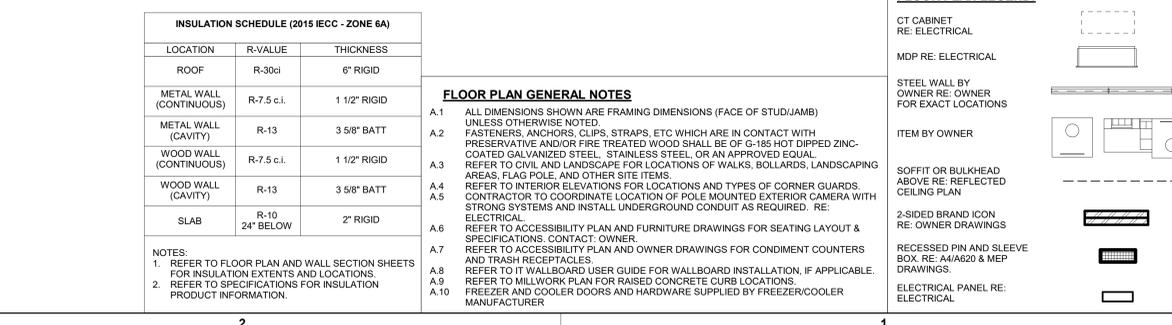 INSULATION SCHEDULE (2015 IECC - ZONE 6A)
LOCATION R-VALUE THICKNESS
ROOF R-30ci 6" RIGID
METAL WALL
(CONTINUOUS) R-7.5 c.i. 1 1/2" RIGID
METAL WALL
(CAVITY) R-13 3 5/8" BATT
WOOD WALL
(CONTINUOUS) R-7.5 c.i. 1 1/2" RIGID
WOOD WALL
(CAVITY) R-13 3 5/8" BATT
SLAB R-10
24" BELOW 2" RIGID
NOTES:
1. REFER TO FLOOR PLAN AND WALL SECTION SHEETS
FOR INSULATION EXTENTS AND LOCATIONS.
2. REFER TO SPECIFICATIONS FOR INSULATION
PRODUCT INFORMATION.
FLOOR PLAN GENERAL NOTES
A.1 ALL DIMENSIONS SHOWN ARE FRAMING DIMENSIONS (FACE OF STUD/JAMB)
UNLESS OTHERWISE NOTED.
A.2 FASTENERS, ANCHORS, CLIPS, STRAPS, ETC WHICH ARE IN CONTACT WITH
PRESERVATIVE AND/OR FIRE TREATED WOOD SHALL BE OF G-185 HOT DIPPED ZINC-
COATED GALVANIZED STEEL, STAINLESS STEEL, OR AN APPROVED EQUAL.
A.3 REFER TO CIVIL AND LANDSCAPE FOR LOCATIONS OF WALKS, BOLLARDS, LANDSCAPING
AREAS, FLAG POLE, AND OTHER SITE ITEMS.
A.4 REFER TO INTERIOR ELEVATIONS FOR LOCATIONS AND TYPES OF CORNER GUARDS.
A.5 CONTRACTOR TO COORDINATE LOCATION OF POLE MOUNTED EXTERIOR CAMERA WITH
STRONG SYSTEMS AND INSTALL UNDERGROUND CONDUIT AS REQUIRED. RE:
ELECTRICAL.
A.6 REFER TO ACCESSIBILITY PLAN AND FURNITURE DRAWINGS FOR SEATING LAYOUT &
SPECIFICATIONS. CONTACT: OWNER.
A.7 REFER TO ACCESSIBILITY PLAN AND OWNER DRAWINGS FOR CONDIMENT COUNTERS
AND TRASH RECEPTACLES.
A.8 REFER TO IT WALLBOARD USER GUIDE FOR WALLBOARD INSTALLATION, IF APPLICABLE.
A.9 REFER TO MILLWORK PLAN FOR RAISED CONCRETE CURB LOCATIONS.
A.10 FREEZER AND COOLER DOORS AND HARDWARE SUPPLIED BY FREEZER/COOLER
MANUFACTURER
CT CABINET
RE: ELECTRICAL
MDP RE: ELECTRICAL
STEEL WALL BY
OWNER RE: OWNER
FOR EXACT LOCATIONS
ITEM BY OWNER
SOFFIT OR BULKHEAD
ABOVE RE: REFLECTED
CEILING PLAN
2-SIDED BRAND ICON
RE: OWNER DRAWINGS
RECESSED PIN AND SLEEVE
BOX. RE: A4/A620 & MEP
DRAWINGS.
ELECTRICAL PANEL RE:
ELECTRICAL
2 1